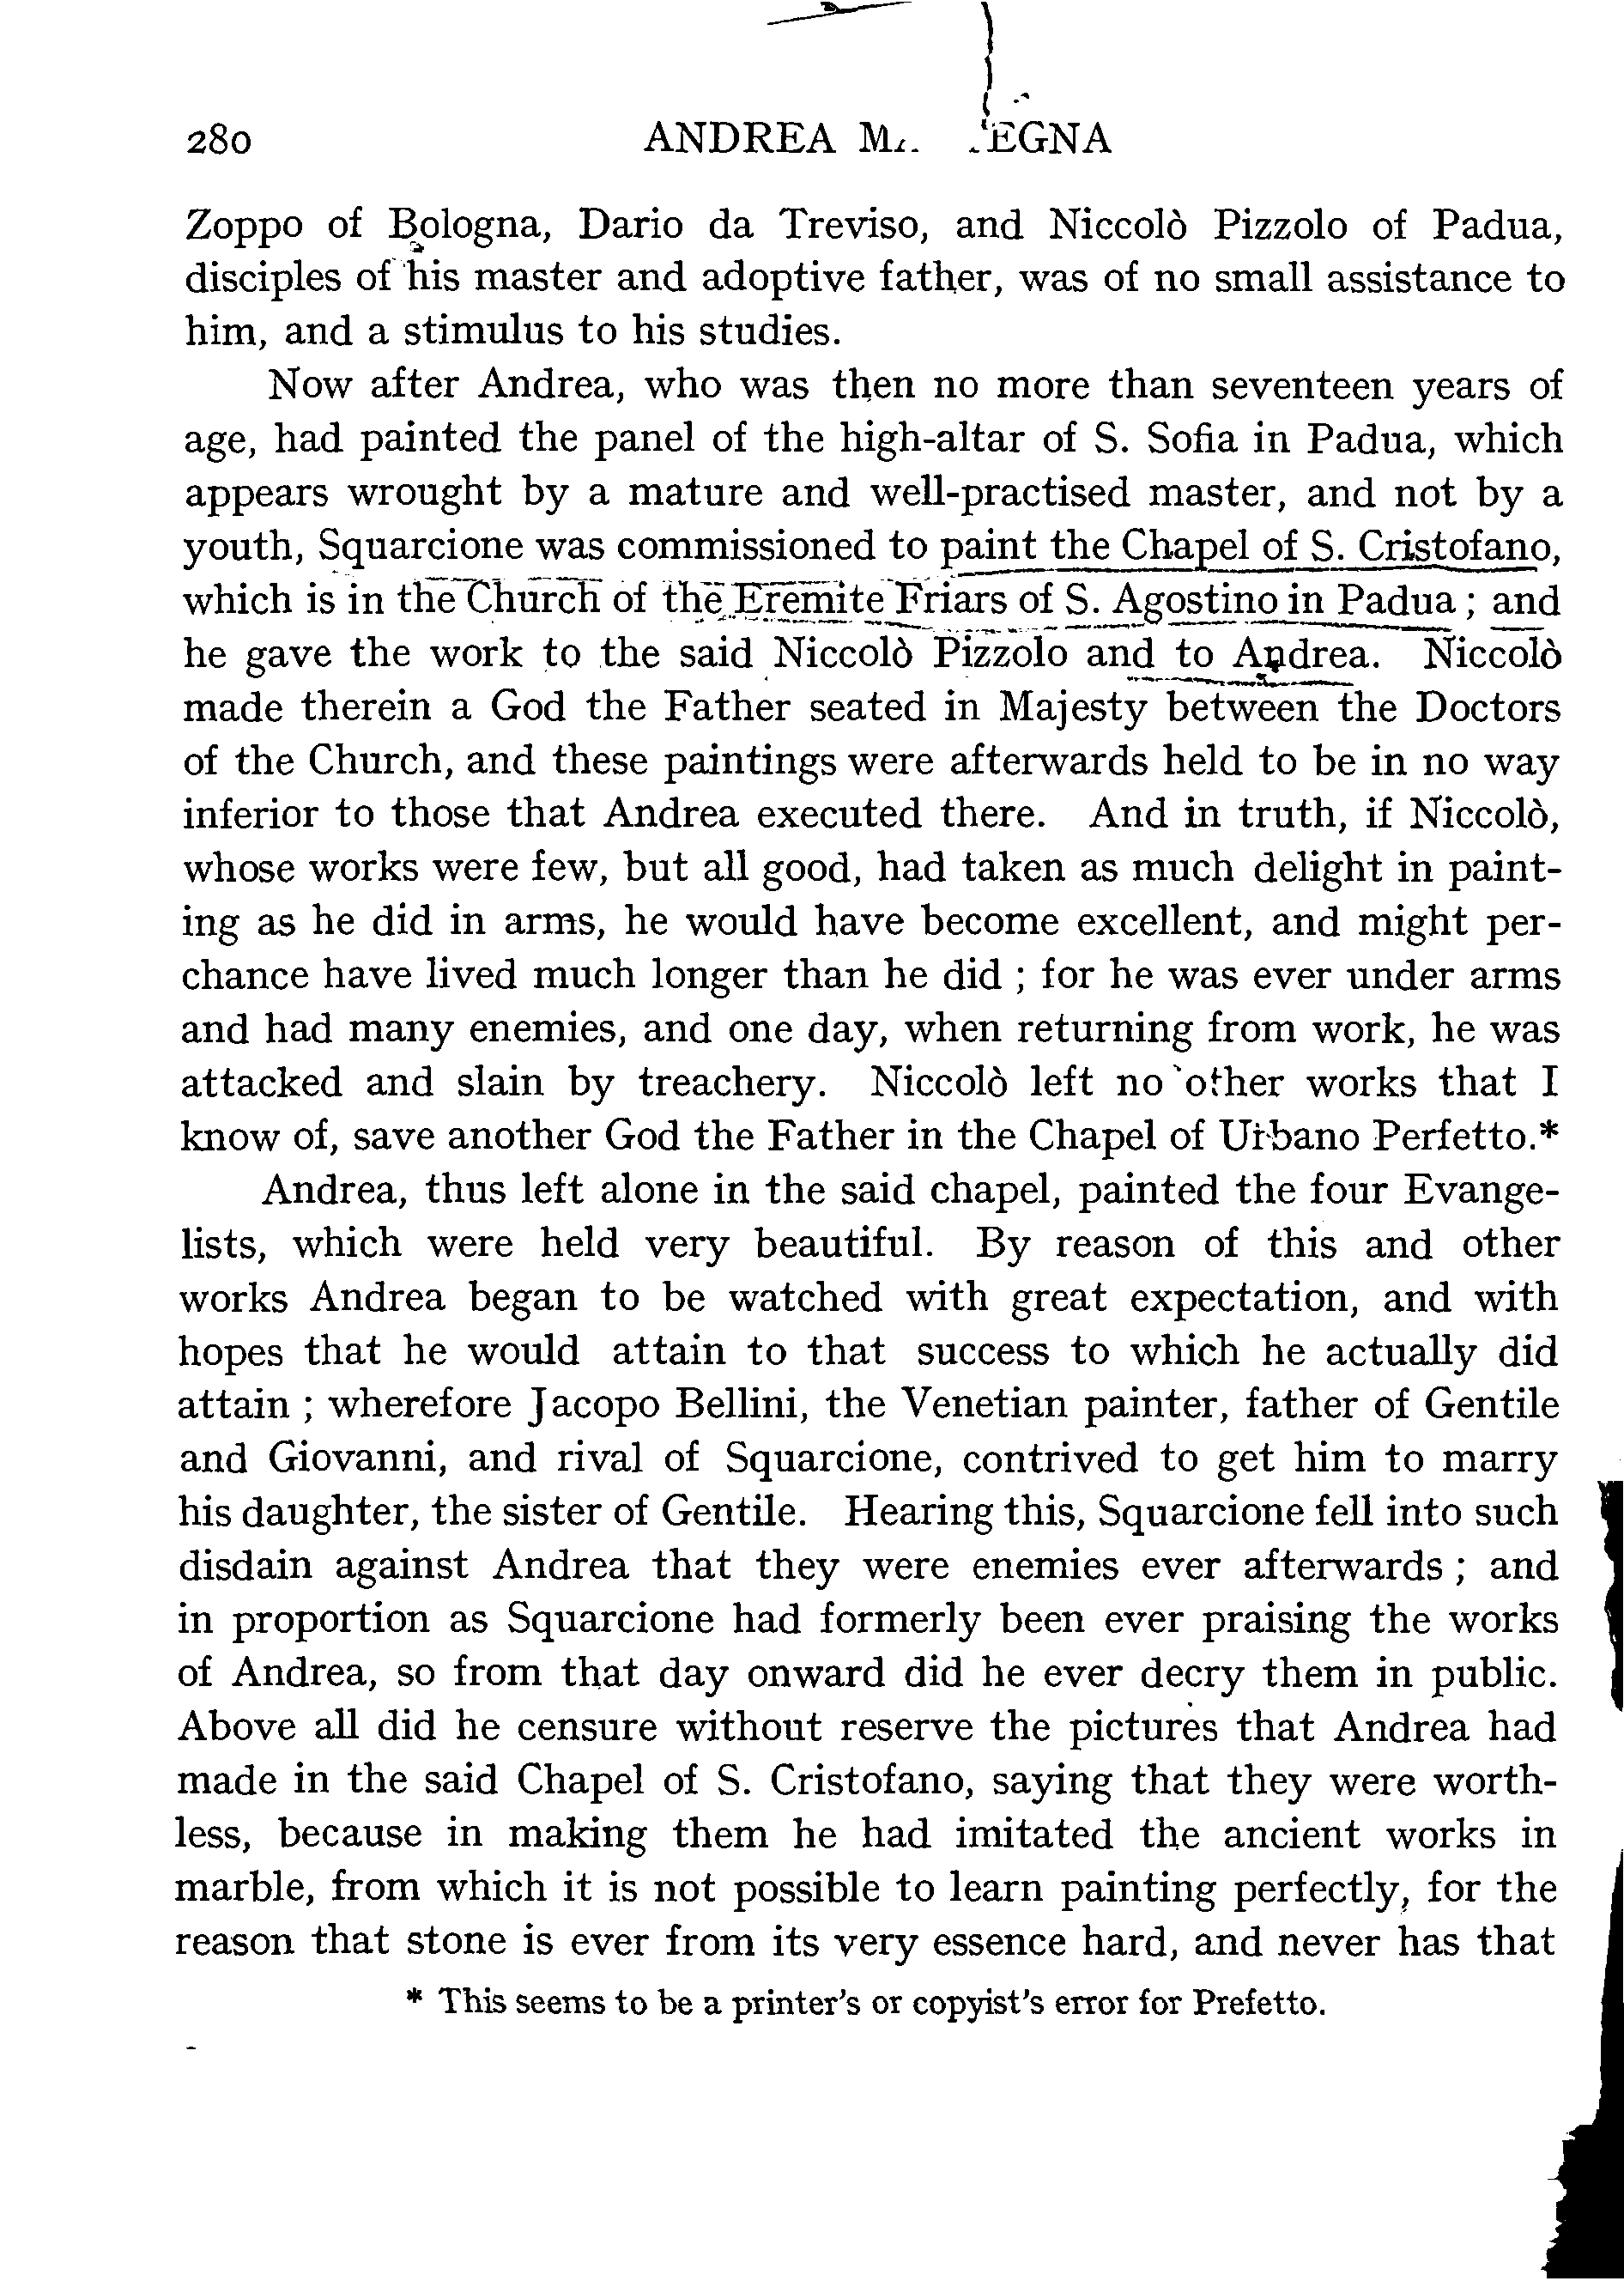 280 ANDREA M EGNA
Zoppo of Bologna, Dario da Treviso, and Niccolò Pizzolo of Padua,
disciples of his master and adoptive father, was of no small assistance to
him, and a stimulus to his studies.
Now after Andrea, who was then no more than seventeen years of
age, had painted the panel of the high-altar of S. Sofia in Padua, which
appears wrought by a mature and well-practised master, and not by a
youth, Squarcione was commissioned to paint the Chapel of S. Cristofano,
which is in the Church of the Eremite Friars of S. Agostino in Padua ; and
he gave the work to the said Niccolò Pizzolo and to Andrea. Niccolò
made therein a God the Father seated in Majesty between the Doctors
of the Church, and these paintings were afterwards held to be in no way
inferior to those that Andrea executed there. And in truth, if Niccolò,
whose works were few, but all good, had taken as much delight in paint-
ing as he did in arms, he would have become excellent, and might per-
chance have lived much longer than he did ; for he was ever under arms
and had many enemies, and one day, when returning from work, he was
attacked and slain by treachery. Niccolò left no other works that I
know of, save another God the Father in the Chapel of Urbano Perfetto.*
Andrea, thus left alone in the said chapel, painted the four Evange-
lists, which were held very beautiful. By reason of this and other
works Andrea began to be watched with great expectation, and with
hopes that he would attain to that success to which he actually did
attain ; wherefore Jacopo Bellini, the Venetian painter, father of Gentile
and Giovanni, and rival of Squarcione, contrived to get him to marry
his daughter, the sister of Gentile. Hearing this, Squarcione fell into such
disdain against Andrea that they were enemies ever afterwards ; and
in proportion as Squarcione had formerly been ever praising the works
of Andrea, so from that day onward did he ever decry them in public.
Above all did he censure without reserve the pictures that Andrea had
made in the said Chapel of S. Cristofano, saying that they were worth-
less, because in making them he had imitated the ancient works in
marble, from which it is not possible to learn painting perfectly, for the
reason that stone is ever from its very essence hard, and never has that
* This seems to be a printer's or copyist's error for Prefetto.